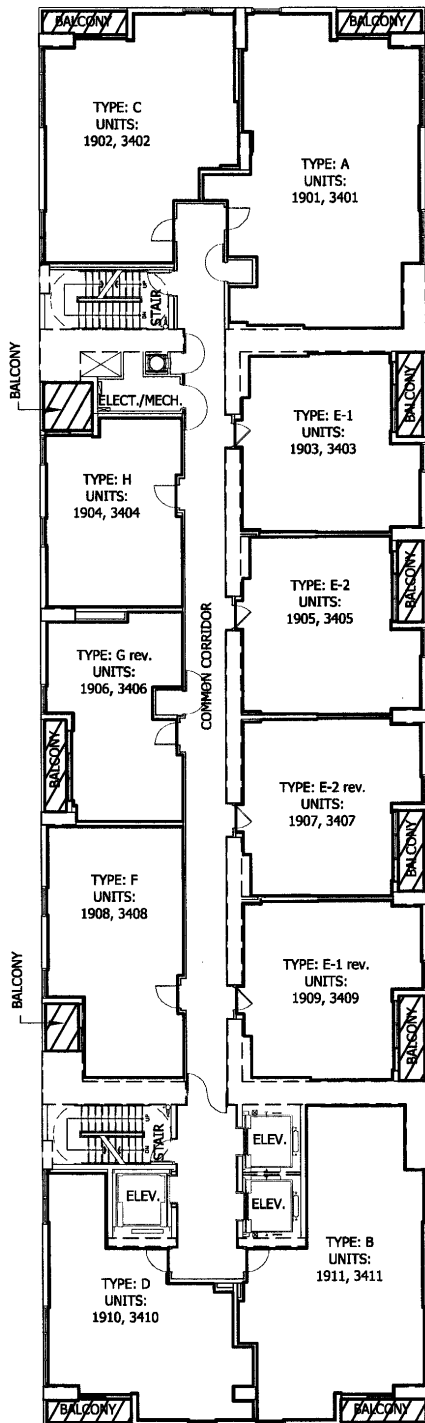 BALCONY
BALCONY
TYPE: C
UNITS:
1902, 3402
TYPE: A
UNITS:
1901, 3401
STAIR
BALCONY
ELECT./MECH.
BALCONY
TYPE: E-1
UNITS:
1903, 3403
TYPE: H
UNITS:
1904, 3404
BALCONY
TYPE: E-2
UNITS:
1905, 3405
COMMON CORRIDOR
TYPE: G rev.
UNITS:
1906, 3406
BALCONY
TYPE: E-2 rev.
UNITS:
1907, 3407
BALCONY
TYPE: F
UNITS:
1908, 3408
TYPE: E-1 rev.
UNITS:
1909, 3409
BALCONY
BALCONY
STAIR
ELEV.
ELEV.
ELEV.
TYPE: D
UNITS:
1910, 3410
TYPE: B
UNITS:
1911, 3411
BALCONY
BALCONY